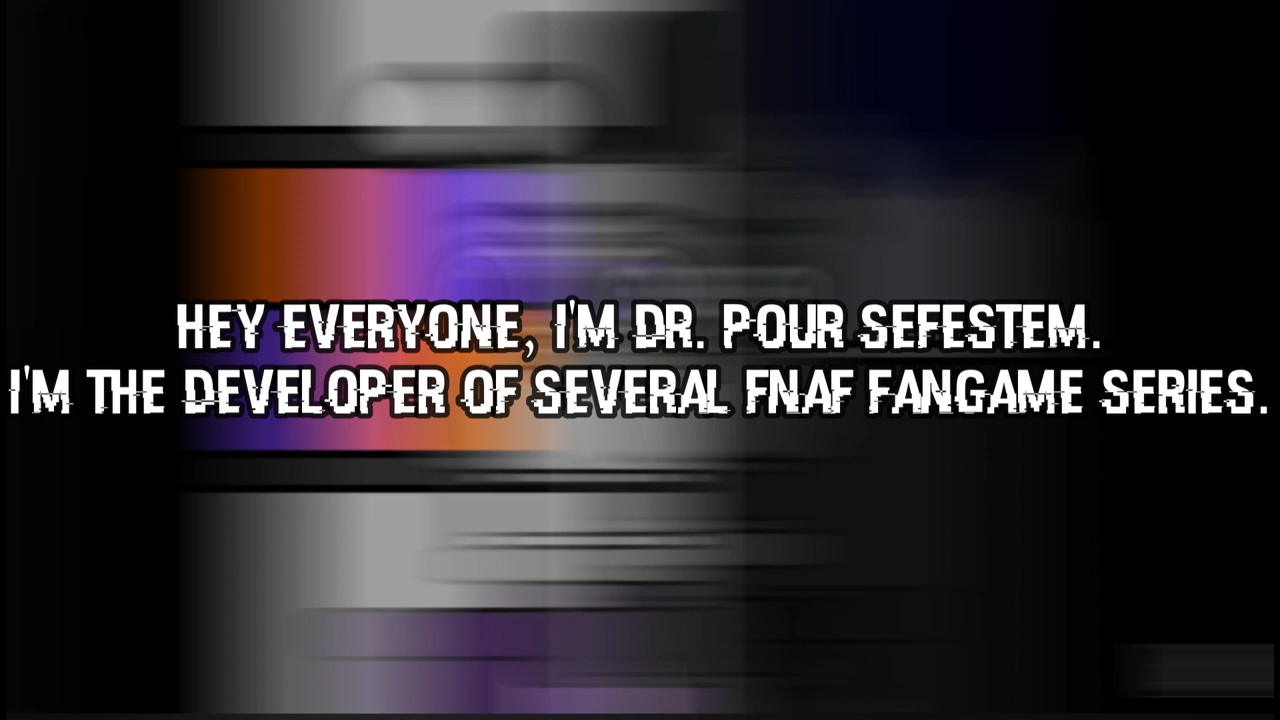 HEY EVERYONE, I'M DR. POUR SEFESTEM.
I'M THE DEVELOPER OF SEVERAL FNAF FANGAME SERIES.